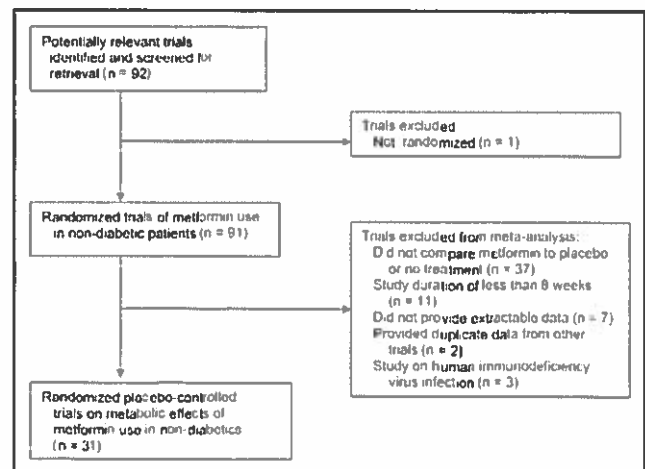 Potentially relevant trials
identified and screened for
retrieval (n = 92)
Trials excluded
Not randomized (n = 1)
Randomized trials of metformin use
in non-diabetic patients (n = 91)
Trials excluded from meta-analysis:
Did not compare metformin to placebo
or no treatment (n = 37)
Study duration of less than 8 weeks
(n = 11)
Did not provide extractable data (n = 7)
Provided duplicate data from other
trials (n = 2)
Study on human immunodeficiency
virus infection (n = 3)
Randomized placebo-controlled
trials on metabolic effects of
metformin use in non-diabetics
(n = 31)